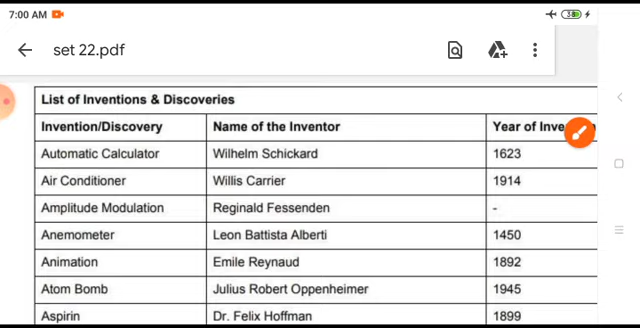 7:00 AM 38
set 22.pdf
List of Inventions & Discoveries
Invention/Discovery Name of the Inventor Year of Inve
Automatic Calculator Wilhelm Schickard 1623
Air Conditioner Willis Carrier 1914
Amplitude Modulation Reginald Fessenden -
Anemometer Leon Battista Alberti 1450
Animation Emile Reynaud 1892
Atom Bomb Julius Robert Oppenheimer 1945
Aspirin Dr. Felix Hoffman 1899